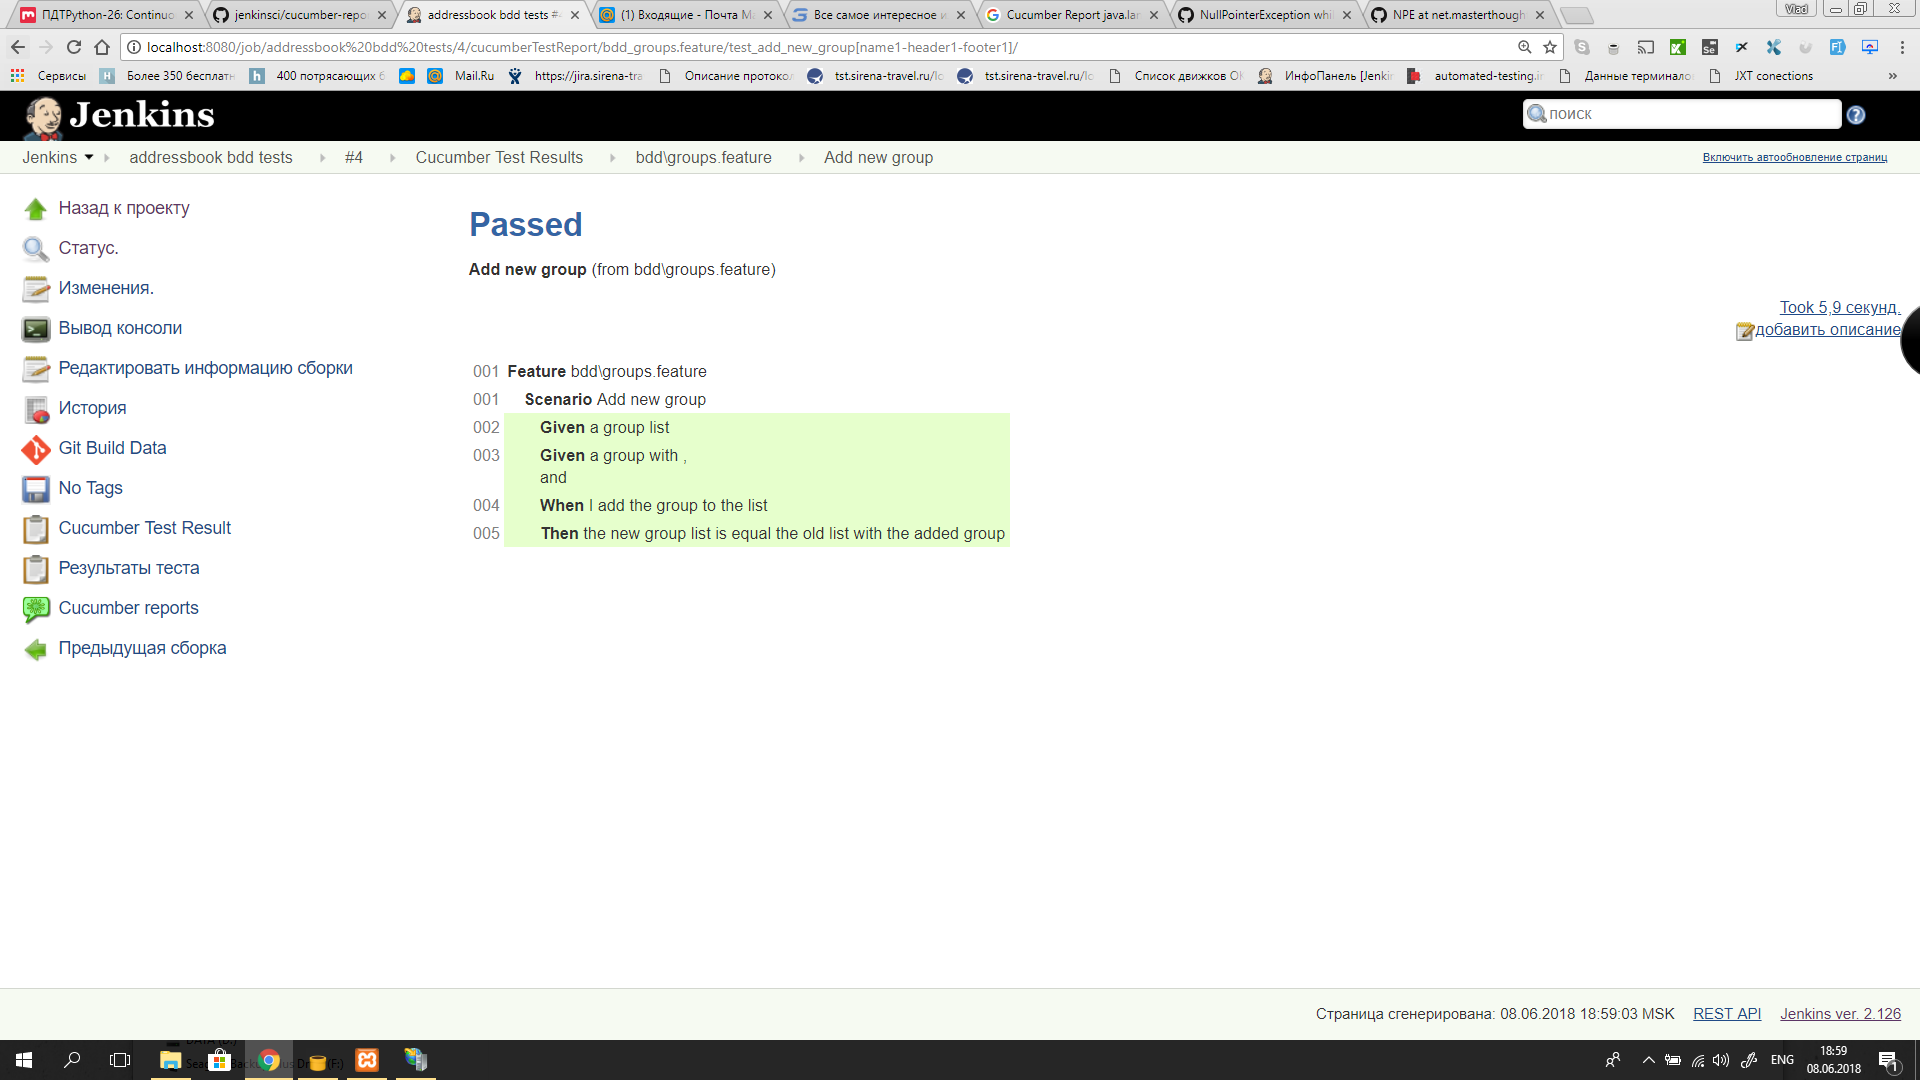 ПДТPython-26: Continuo
jenkinsci/cucumber-repo
addressbook bdd tests #4
(1) Входящие - Почта Ma
Все самое интересное и
Cucumber Report java.lan
NullPointerException whi
NPE at net.masterthough
Vlad
localhost:8080/job/addressbook%20bdd%20tests/4/cucumberTestReport/bdd_groups.feature/test_add_new_group[name1-header1-footer1]/
Сервисы
Более 350 бесплатн
400 потрясающих б
Mail.Ru
https://jira.sirena-tra
Описание протокол
tst.sirena-travel.ru/lo
tst.sirena-travel.ru/lo
Список движков
ИнфоПанель [Jenkin
automated-testing.in
Данные терминало
JXT conections
Jenkins
поиск
Jenkins addressbook bdd tests #4 Cucumber Test Results bdd\groups.feature Add new group
Включить автообновление страниц
Назад к проекту
Статус.
Изменения.
Вывод консоли
Редактировать информацию сборки
История
Git Build Data
No Tags
Cucumber Test Result
Результаты теста
Cucumber reports
Предыдущая сборка
Passed
Add new group (from bdd\groups.feature)
Took 5,9 секунд.
добавить описание
001 Feature bdd\groups.feature
001 Scenario Add new group
002 Given a group list
003 Given a group with ,
and
004 When I add the group to the list
005 Then the new group list is equal the old list with the added group
Страница сгенерирована: 08.06.2018 18:59:03 MSK REST API Jenkins ver. 2.126
ENG
18:59
08.06.2018
1